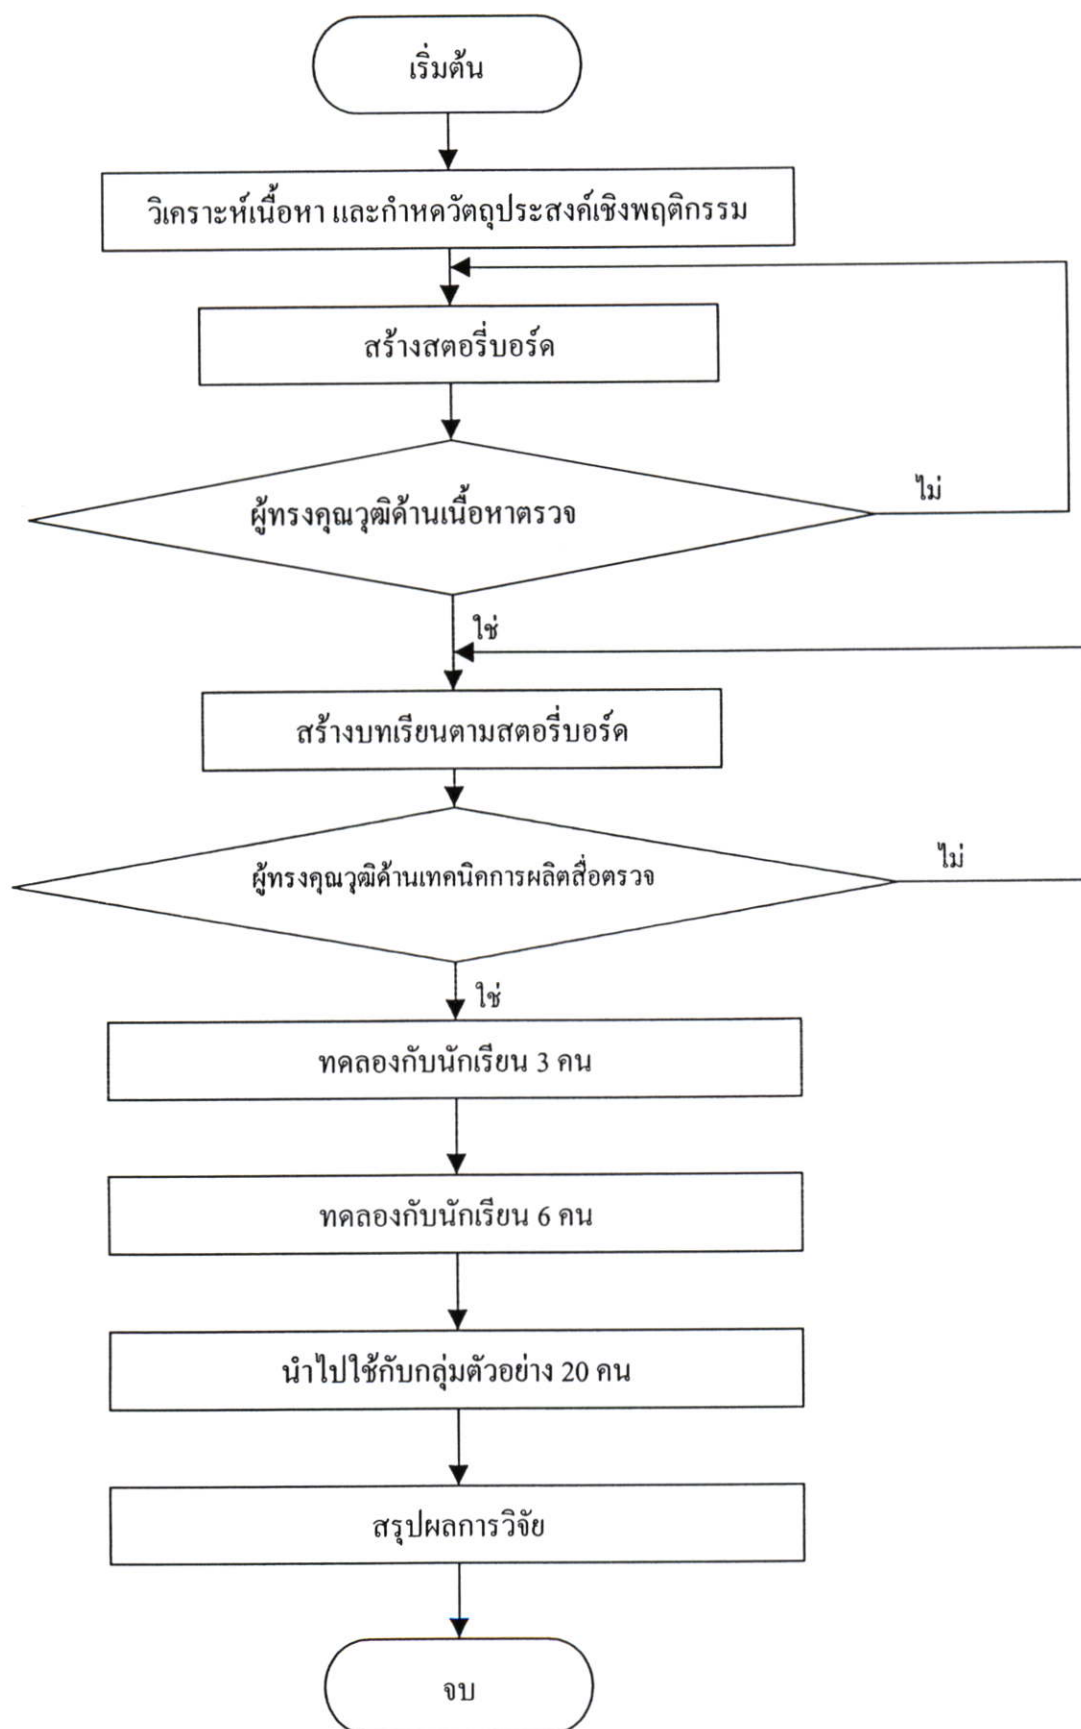 เริ่มต้น
วิเคราะห์เนื้อหา และกำหดวัตถุประสงค์เชิงพฤติกรรม
สร้างสตอรี่บอร์ด
ผู้ทรงคุณวุฒิด้านเนื้อหาตรวจ
ไม่
ใช่
สร้างบทเรียนตามสตอรี่บอร์ด
ผู้ทรงคุณวุฒิด้านเทคนิคการผลิตสื่อตรวจ
ไม่
ใช่
ทดลองกับนักเรียน 3 คน
ทดลองกับนักเรียน 6 คน
นำไปใช้กับกลุ่มตัวอย่าง 20 คน
สรุปผลการวิจัย
จบ